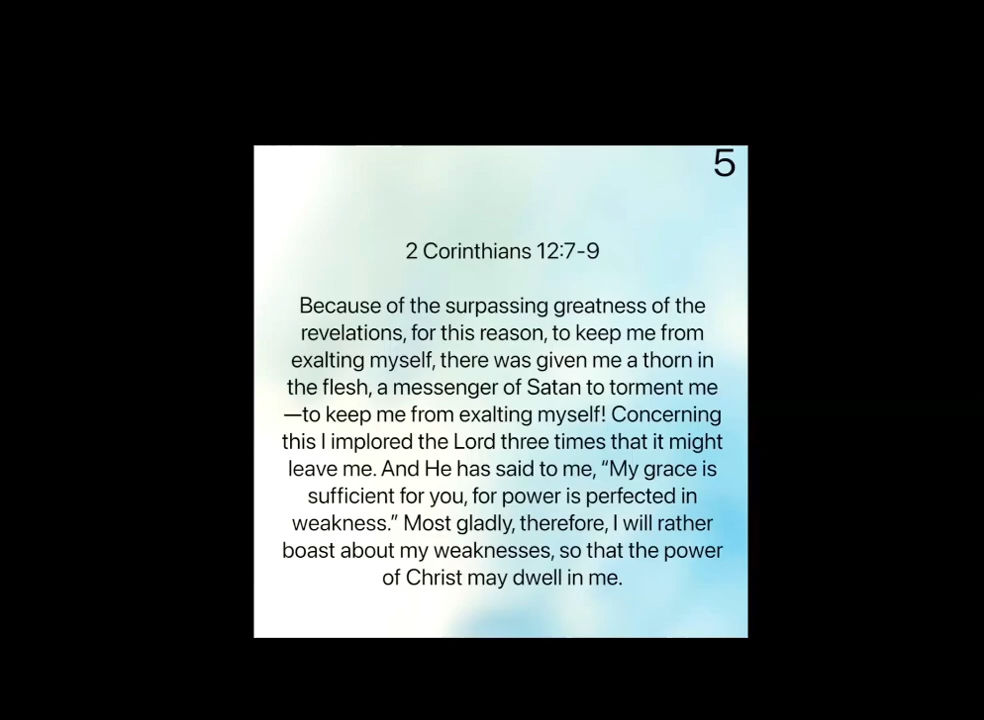 5
2 Corinthians 12:7-9
Because of the surpassing greatness of the
revelations, for this reason, to keep me from
exalting myself, there was given me a thorn in
the flesh, a messenger of Satan to torment me
—to keep me from exalting myself! Concerning
this I implored the Lord three times that it might
leave me. And He has said to me, “My grace is
sufficient for you, for power is perfected in
weakness.” Most gladly, therefore, I will rather
boast about my weaknesses, so that the power
of Christ may dwell in me.